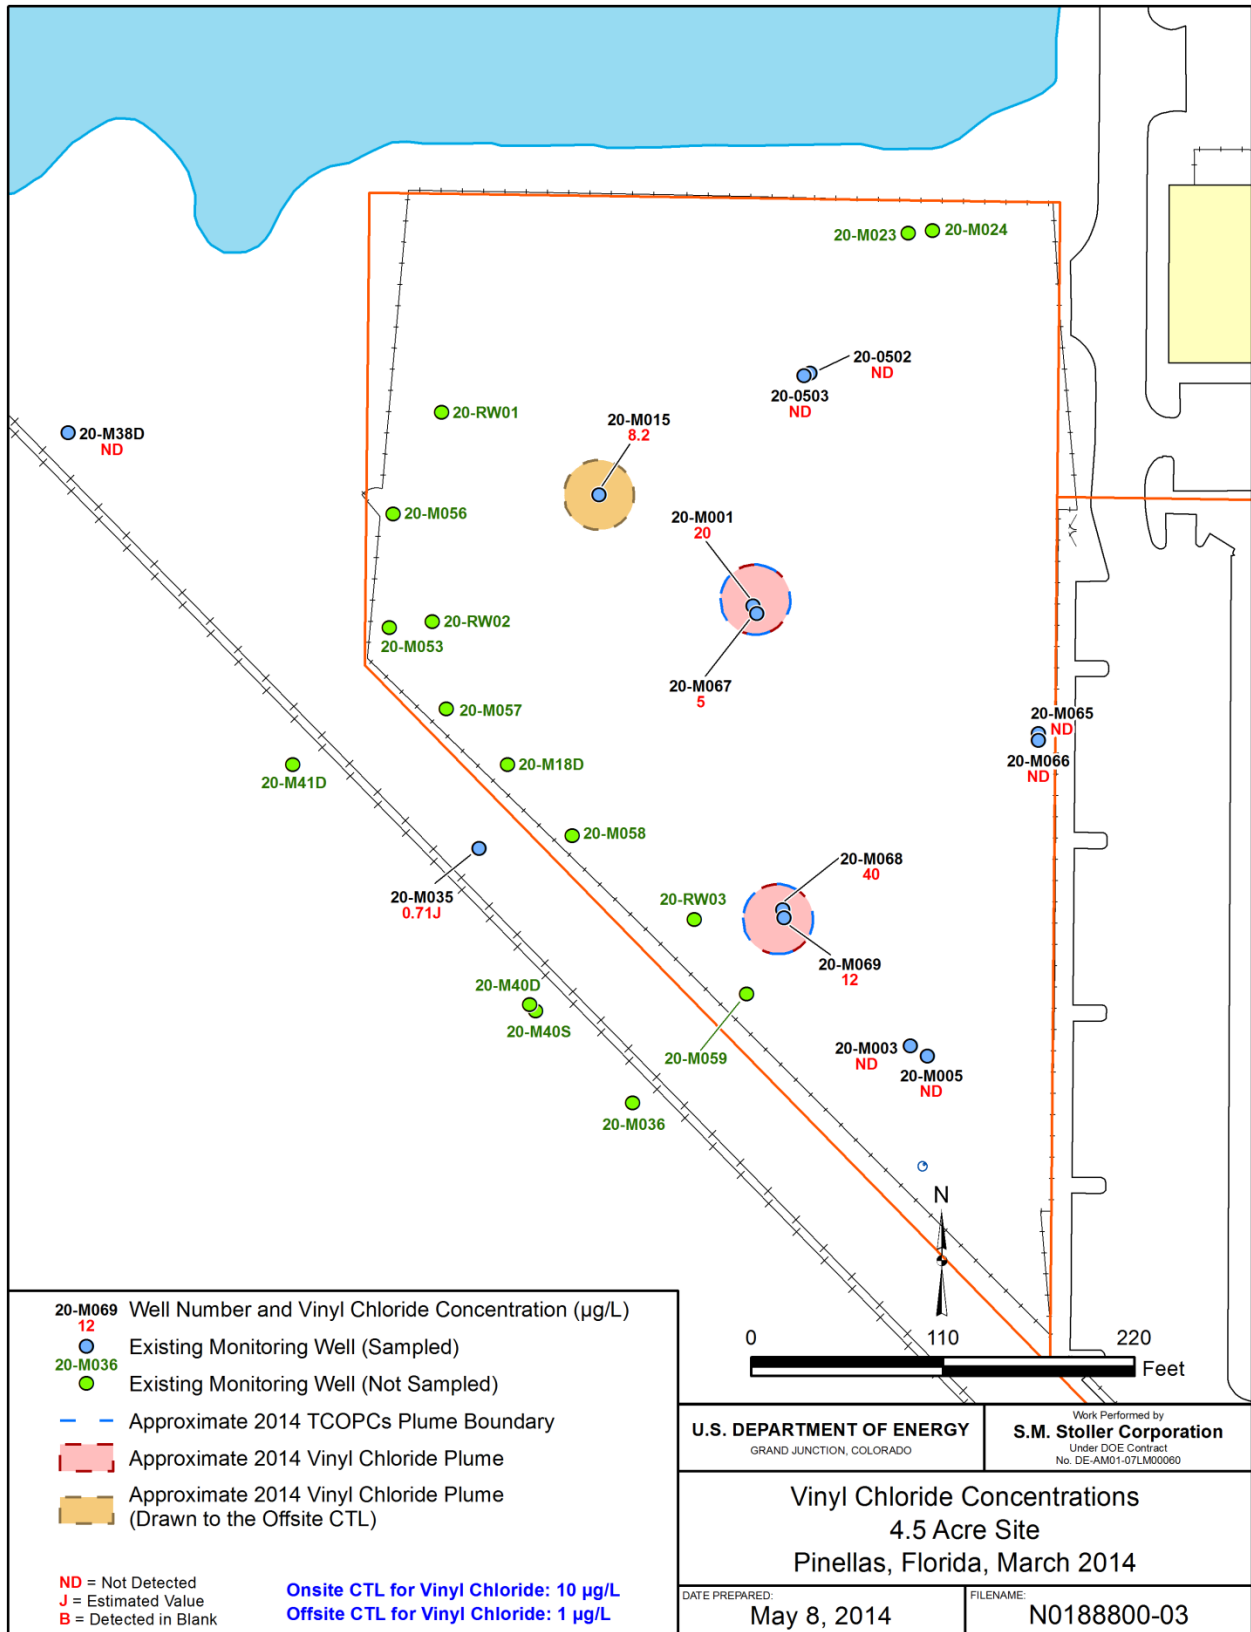 20-M023
20-M024
20-0502
ND
20-0503
ND
20-RW01
20-M015
8.2
20-M38D
ND
20-M056
20-M001
20
20-RW02
20-M053
20-M067
5
20-M057
20-M065
ND
20-M066
ND
20-M41D
20-M18D
20-M058
20-M068
40
20-M035
0.71J
20-RW03
20-M069
12
20-M40D
20-M40S
20-M059
20-M003
ND
20-M005
ND
20-M036
N
0 110 220
Feet
20-M069
12
Well Number and Vinyl Chloride Concentration (µg/L)
Existing Monitoring Well (Sampled)
20-M036
Existing Monitoring Well (Not Sampled)
Approximate 2014 TCOPCs Plume Boundary
Approximate 2014 Vinyl Chloride Plume
Approximate 2014 Vinyl Chloride Plume
(Drawn to the Offsite CTL)
ND = Not Detected
J = Estimated Value
B = Detected in Blank
Onsite CTL for Vinyl Chloride: 10 µg/L
Offsite CTL for Vinyl Chloride: 1 µg/L
U.S. DEPARTMENT OF ENERGY
GRAND JUNCTION, COLORADO
Work Performed by
S.M. Stoller Corporation
Under DOE Contract
No. DE-AM01-07LM00060
Vinyl Chloride Concentrations
4.5 Acre Site
Pinellas, Florida, March 2014
DATE PREPARED:
May 8, 2014
FILENAME:
N0188800-03